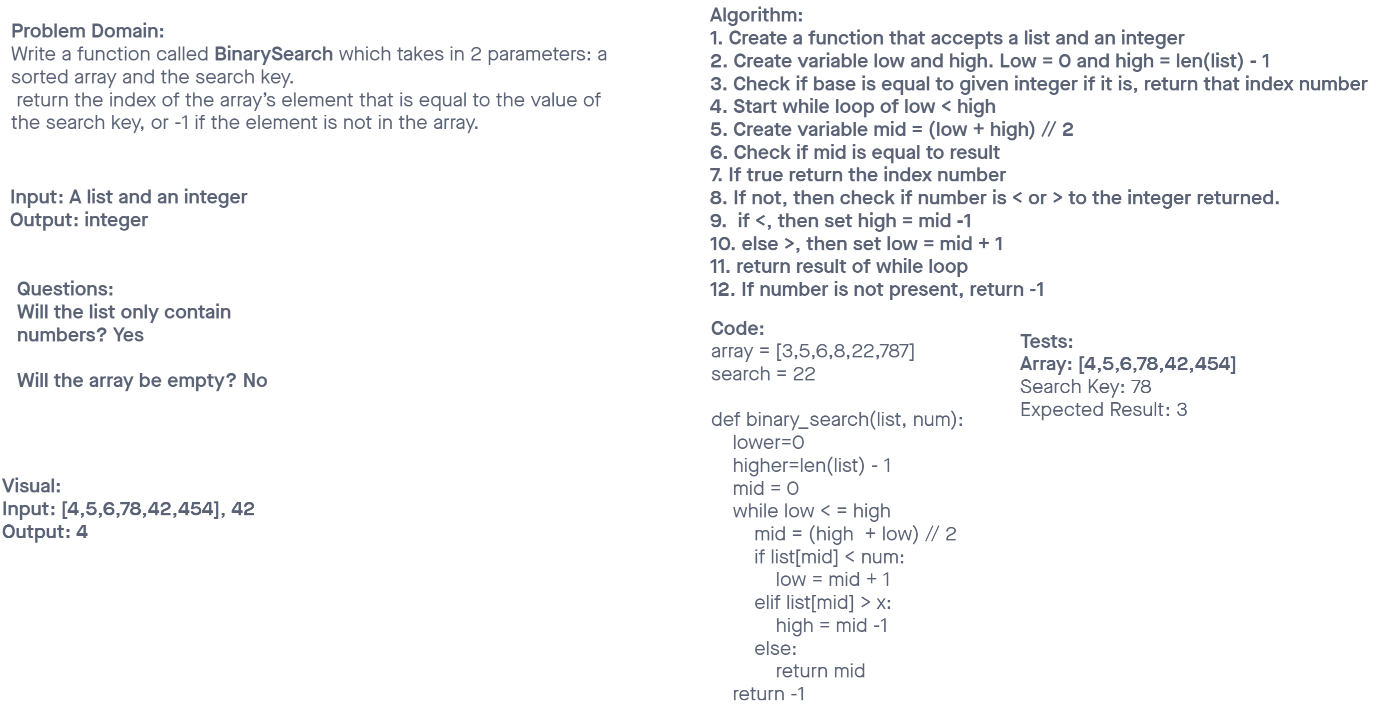 Problem Domain:
Write a function called BinarySearch which takes in 2 parameters: a
sorted array and the search key.
return the index of the array's element that is equal to the value of
the search key, or -1 if the element is not in the array.
Input: A list and an integer
Output: integer
Questions:
Will the list only contain
numbers? Yes
Will the array be empty? No
Visual:
Input: [4,5,6,78,42,454], 42
Output: 4
Algorithm:
1. Create a function that accepts a list and an integer
2. Create variable low and high. Low = 0 and high = len(list) - 1
3. Check if base is equal to given integer if it is, return that index number
4. Start while loop of low < high
5. Create variable mid = (low + high) // 2
6. Check if mid is equal to result
7. If true return the index number
8. If not, then check if number is < or > to the integer returned.
9.  if <, then set high = mid -1
10. else >, then set low = mid + 1
11. return result of while loop
12. If number is not present, return -1
Code:
array = [3,5,6,8,22,787]
search = 22
def binary_search(list, num):
    lower=0
    higher=len(list) - 1
    mid = 0
    while low < = high
        mid = (high  + low) // 2
        if list[mid] < num:
            low = mid + 1
        elif list[mid] > x:
            high = mid -1
        else:
            return mid
    return -1
Tests:
Array: [4,5,6,78,42,454]
Search Key: 78
Expected Result: 3